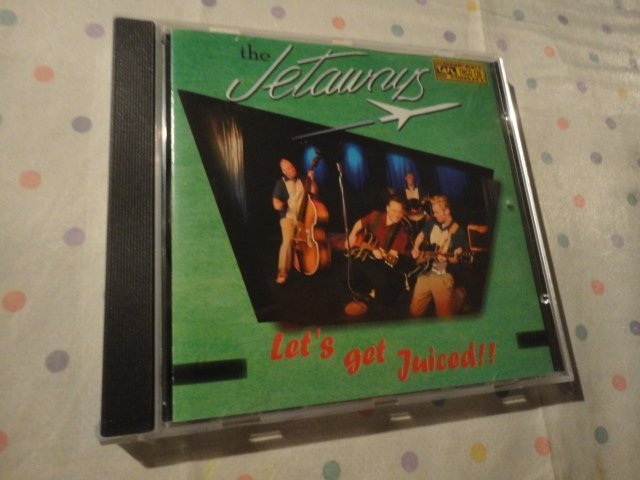 the
Jetaways
Let's get Juiced!!